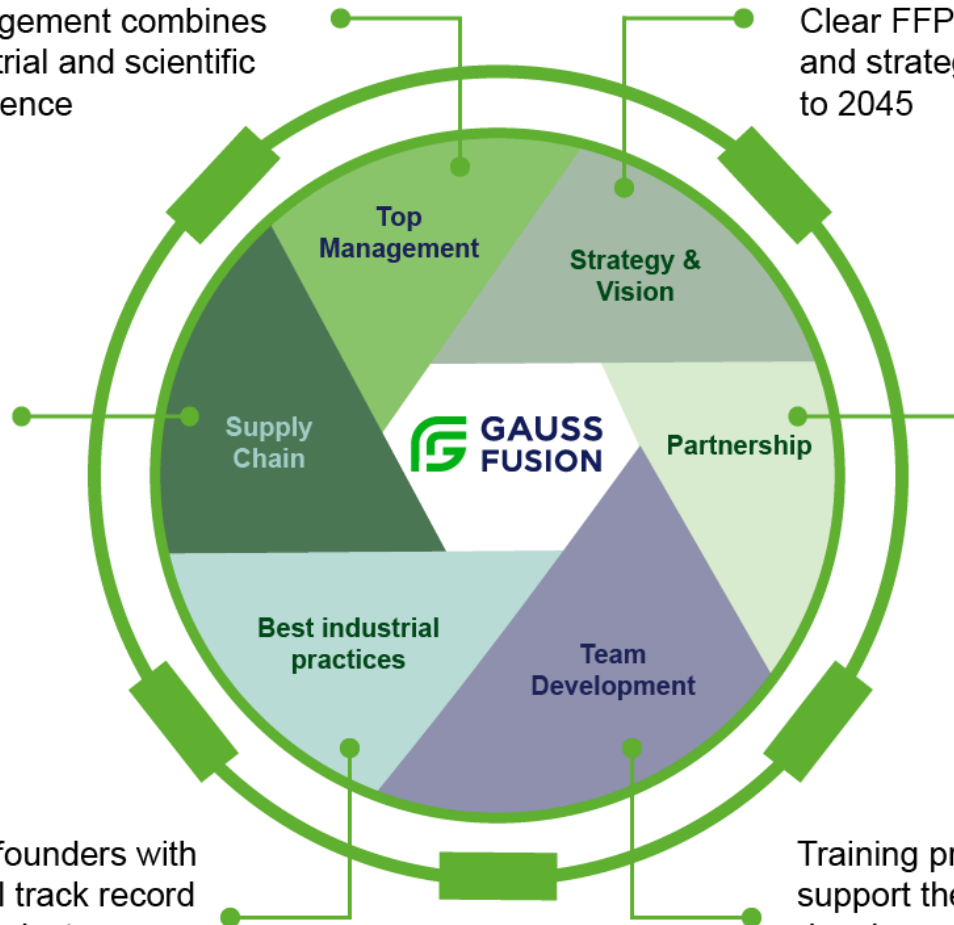 gement combines
trial and scientific
ence
Clear FFP
and strateg
to 2045
Top
Management
Strategy &
Vision
Supply
Chain
GAUSS
FUSION
Partnership
Best industrial
practices
Team
Development
founders with
l track record
Training pr
support the